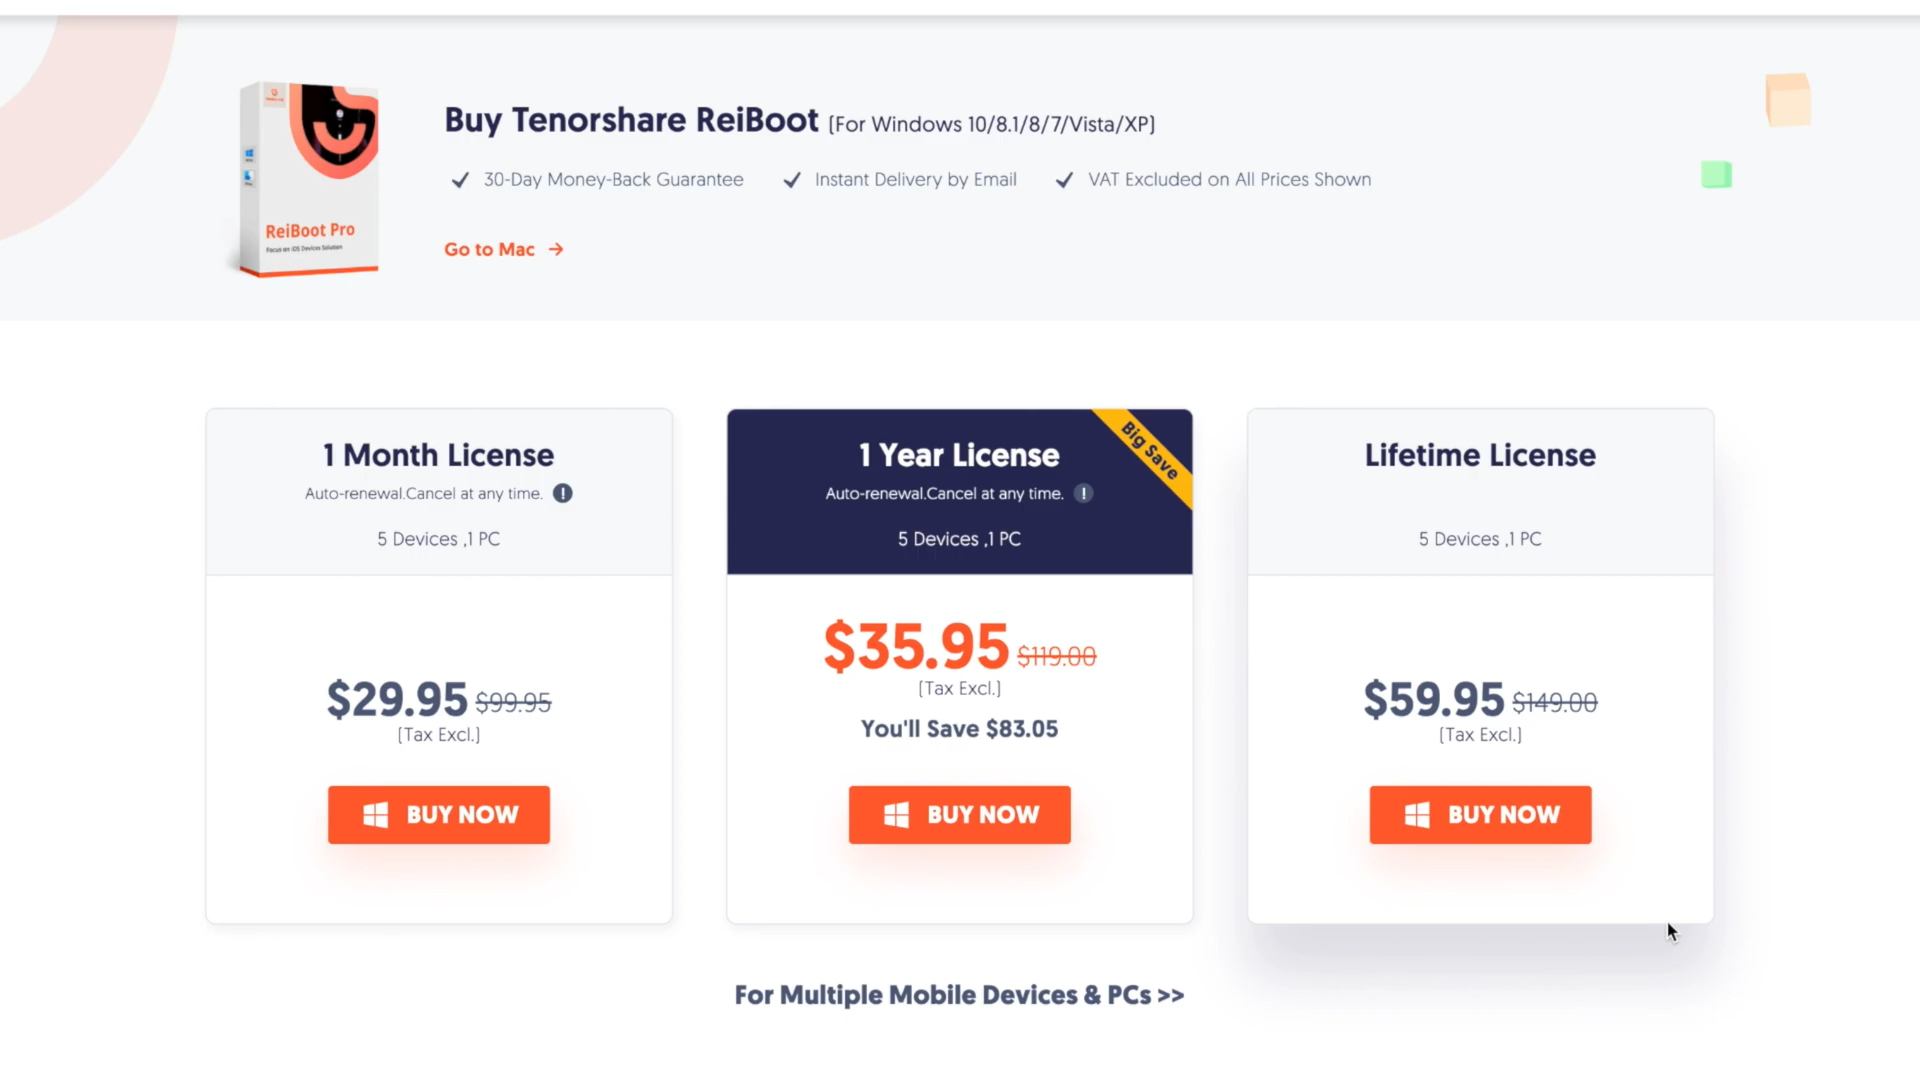 Buy Tenorshare ReiBoot (For Windows 10/8.1/8/7/Vista/XP)
30-Day Money-Back Guarantee Instant Delivery by Email VAT Excluded on All Prices Shown
ReiBoot Pro
Focus on iOS Devices Solution
Go to Mac →
1 Month License
Auto-renewal.Cancel at any time. !
5 Devices ,1 PC
$29.95 $99.95
(Tax Excl.)
BUY NOW
Big Save
1 Year License
Auto-renewal.Cancel at any time. !
5 Devices ,1 PC
$35.95 $119.00
(Tax Excl.)
You'll Save $83.05
BUY NOW
Lifetime License
5 Devices ,1 PC
$59.95 $149.00
(Tax Excl.)
BUY NOW
For Multiple Mobile Devices & PCs >>